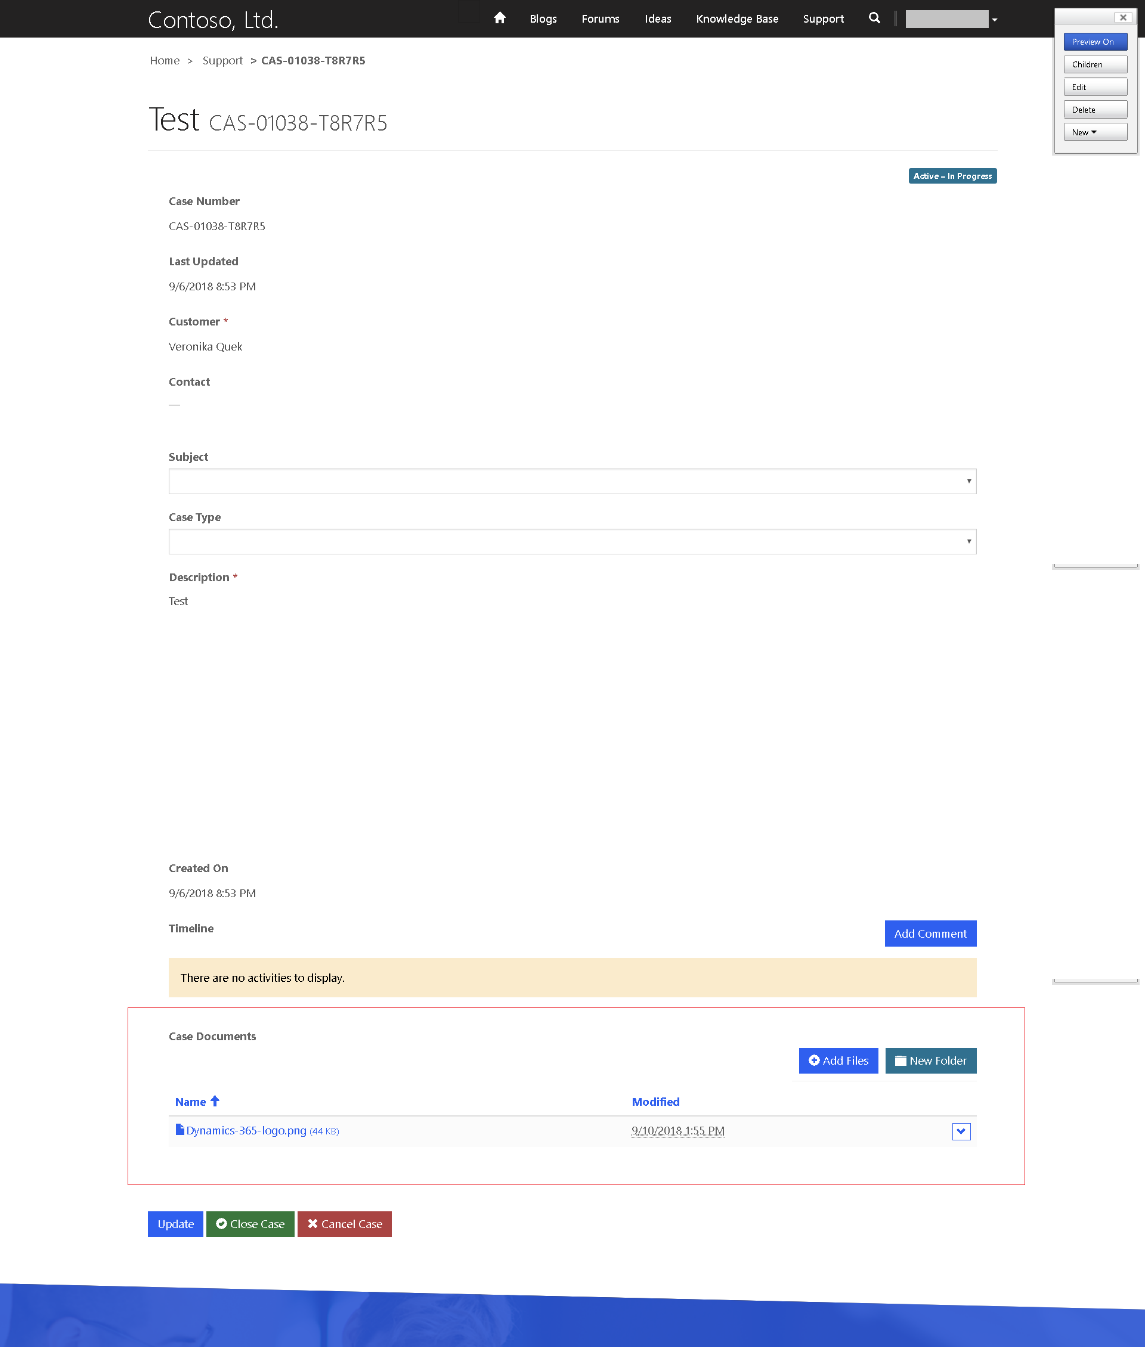 Contoso, Ltd.
Blogs Forums Ideas Knowledge Base Support
Preview On
Children
Edit
Delete
New
Home > Support > CAS-01038-T8R7R5
Test CAS-01038-T8R7R5
Active – In Progress
Case Number
CAS-01038-T8R7R5
Last Updated
9/6/2018 8:53 PM
Customer *
Veronika Quek
Contact
—
Subject
Case Type
Description *
Test
Created On
9/6/2018 8:53 PM
Timeline
Add Comment
There are no activities to display.
Case Documents
Add Files New Folder
Name Modified
Dynamics-365-logo.png (44 KB) 9/10/2018 1:55 PM
Update Close Case Cancel Case